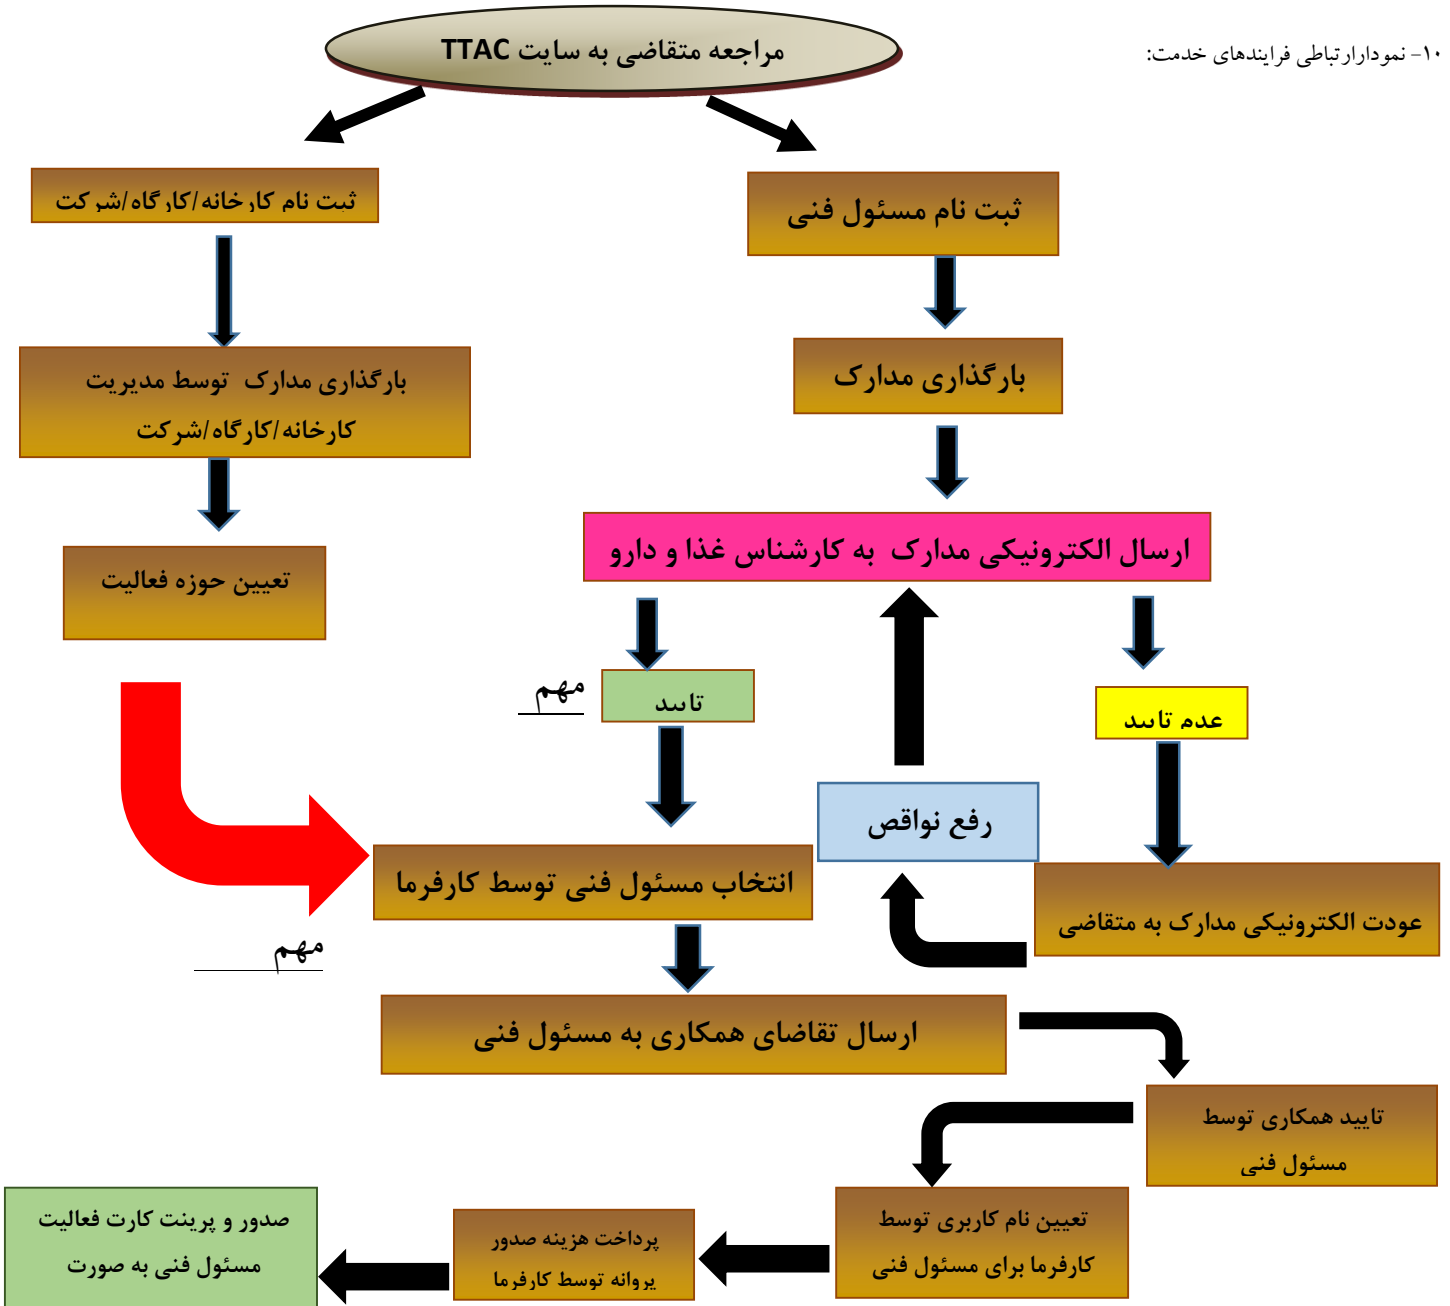 ۱۰- نمودارارتباطی فرایندهای خدمت:
مراجعه متقاضی به سایت TTAC
ثبت نام مسئول فنی
ثبت نام کارخانه/کارگاه/شرکت
بارگذاری مدارک
بارگذاری مدارک توسط مدیریت
کارخانه/کارگاه/شرکت
ارسال الکترونیکی مدارک به کارشناس غذا و دارو
تعیین حوزه فعالیت
عدم تایید
تایید
مهم
رفع نواقص
عودت الکترونیکی مدارک به متقاضی
انتخاب مسئول فنی توسط کارفرما
مهم
ارسال تقاضای همکاری به مسئول فنی
تایید همکاری توسط
مسئول فنی
تعیین نام کاربری توسط
کارفرما برای مسئول فنی
پرداخت هزینه صدور
پروانه توسط کارفرما
صدور و پرینت کارت فعالیت
مسئول فنی به صورت